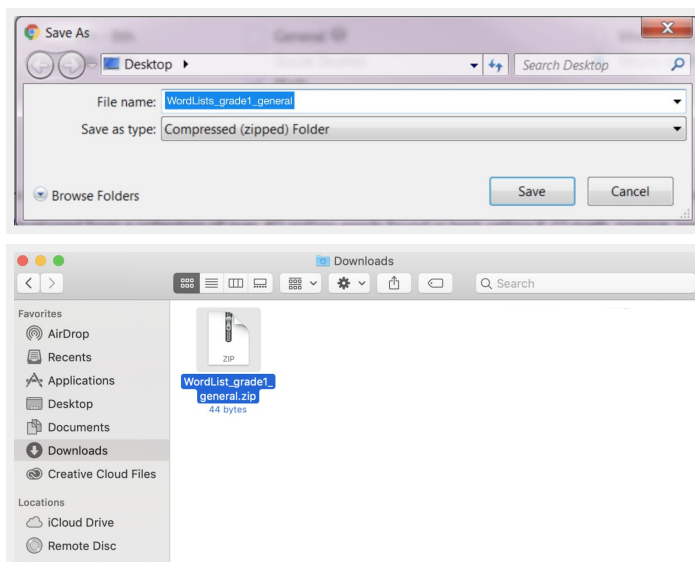 Save As
Desktop
Search Desktop
File name: WordLists_grade1_general
Save as type: Compressed (zipped) Folder
Browse Folders
Save
Cancel
Downloads
Search
Favorites
AirDrop
Recents
Applications
Desktop
Documents
Downloads
Creative Cloud Files
Locations
iCloud Drive
Remote Disc
ZIP
WordList_grade1_
general.zip
44 bytes